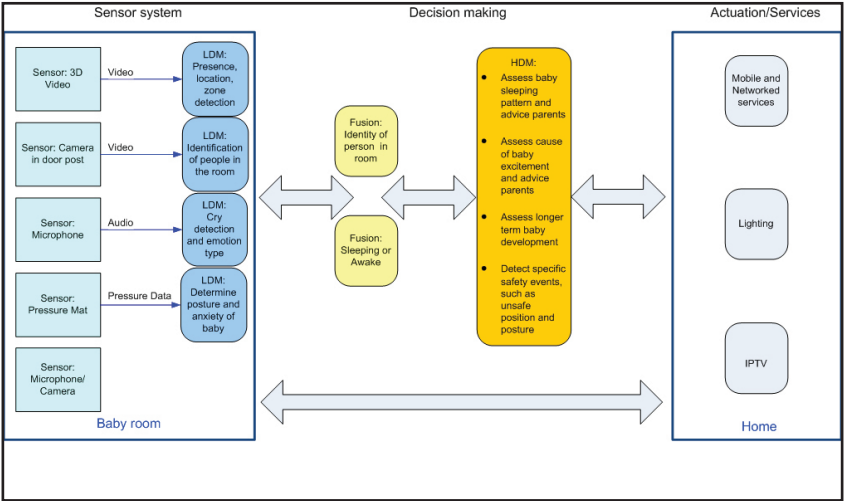 Sensor system
Decision making
Actuation/Services
Sensor: 3D
Video
Video
LDM:
Presence,
location,
zone
detection
Sensor: Camera
in door post
Video
LDM:
Identification
of people in
the room
Sensor:
Microphone
Audio
LDM:
Cry
detection
and emotion
type
Sensor:
Pressure Mat
Pressure Data
LDM:
Determine
posture and
anxiety of
baby
Sensor:
Microphone/
Camera
Baby room
Fusion:
Identity of
person in
room
Fusion:
Sleeping or
Awake
HDM:
• Assess baby
sleeping
pattern and
advice parents
• Assess cause
of baby
excitement
and advice
parents
• Assess longer
term baby
development
• Detect specific
safety events,
such as
unsafe
position and
posture
Mobile and
Networked
services
Lighting
IPTV
Home